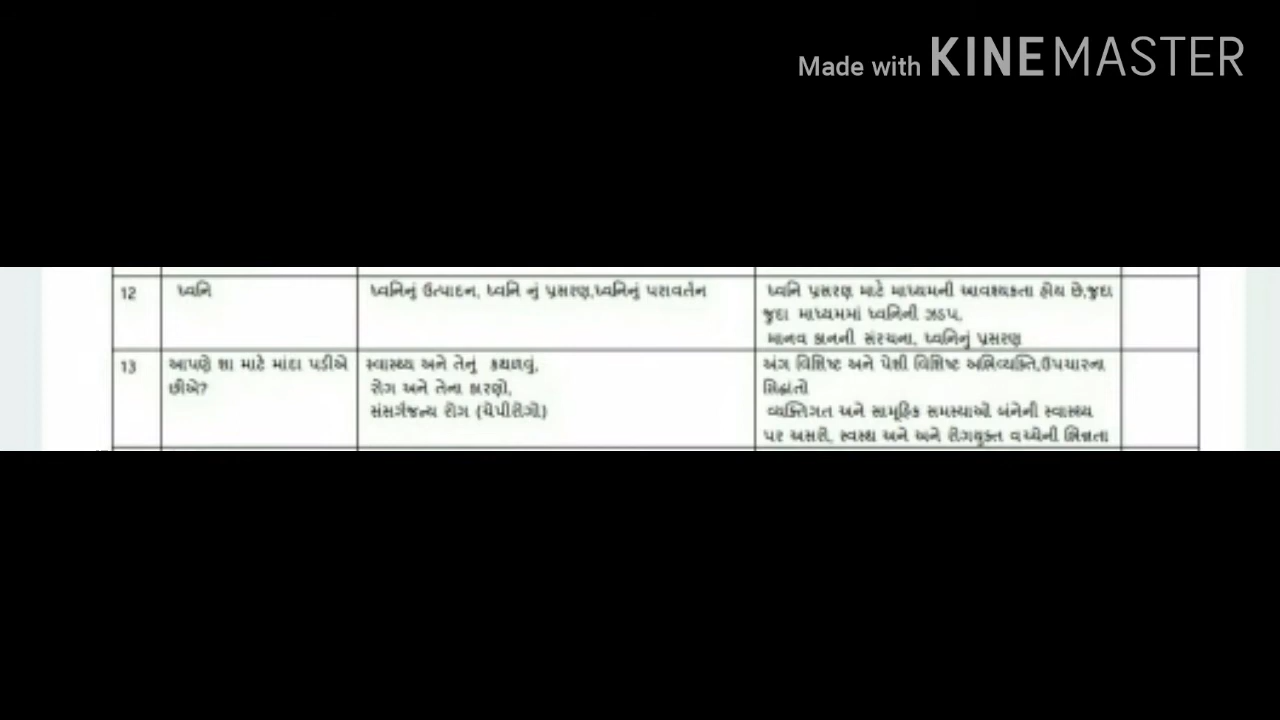 Made with KINEMASTER
12 ધ્વનિ ધ્વનિનું ઉત્પાદન, ધ્વનિ નું પ્રસરણ,ધ્વનિનું પરાવર્તન ધ્વનિ પ્રસરણ માટે માધ્યમની આવશ્યકતા હોય છે,જુદા
જુદા માધ્યમમાં ધ્વનિની ઝડપ,
માનવ કાનની સંરચના, ધ્વનિનું પ્રસરણ
13 આપણે શા માટે માંદા પડીએ સ્વાસ્થ્ય અને તેનું કથળવું, અંગ વિશિષ્ટ અને પેશી વિશિષ્ટ અભિવ્યક્તિ,ઉપચારના
છીએ? રોગ અને તેના કારણો, સિદ્ધાંતો
સંસર્ગજન્ય રોગ (ચેપીરોગો) વ્યક્તિગત અને સામૂહિક સમસ્યાઓ બંનેની સ્વાસ્થ્ય
પર અસરો, સ્વસ્થ અને અને રોગયુક્ત વચ્ચેની ભિન્નતા